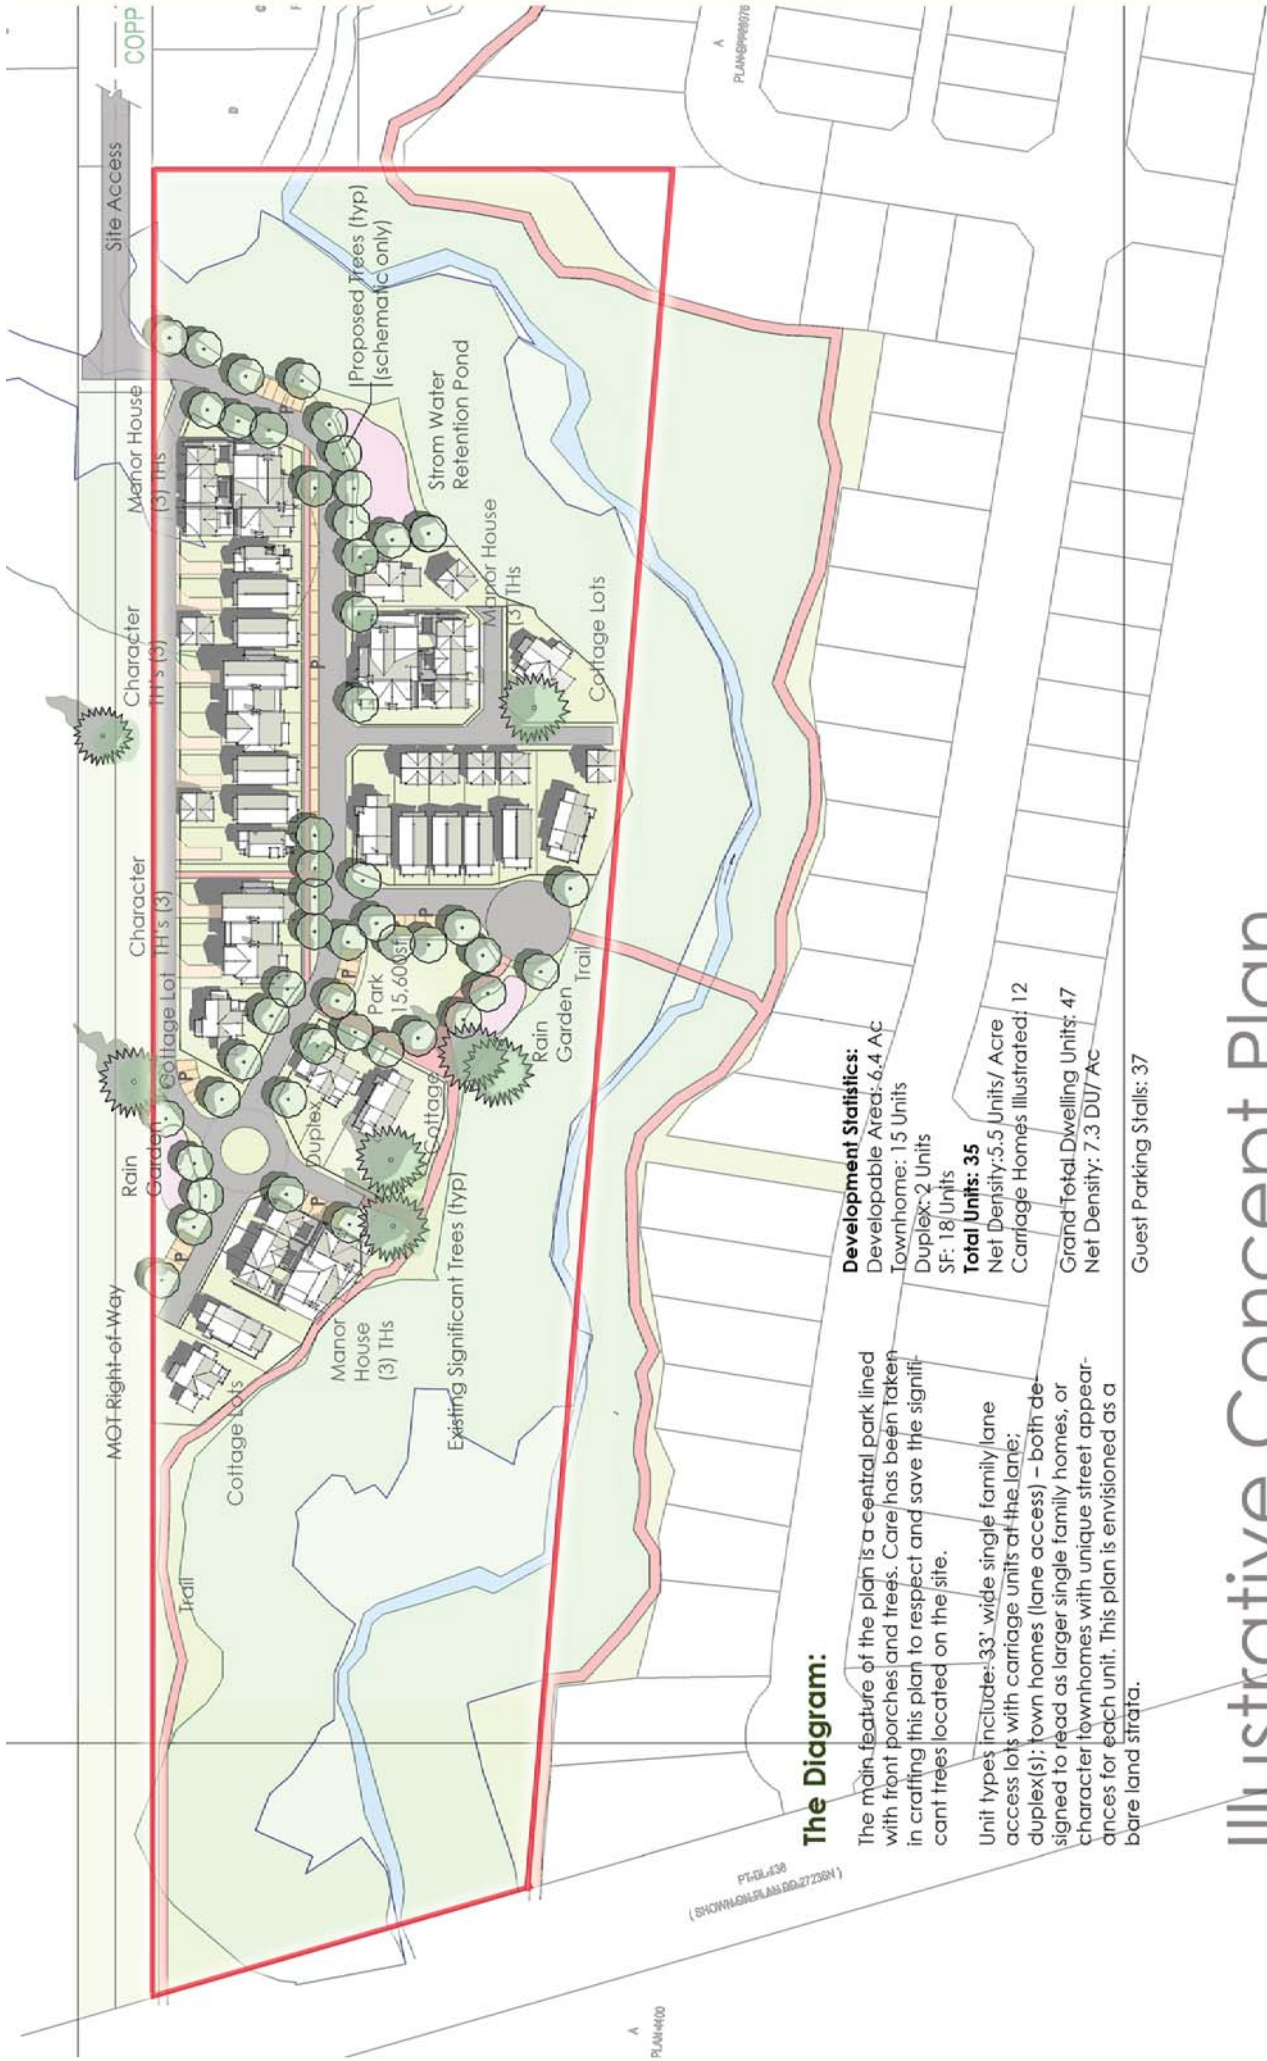 COPP
Site Access
MOT Right-of-Way
Manor House
(3) THs
Character
TH's (3)
Character
TH's (3)
Cottage Lot
Rain
Garden
P
P
P
P
P
P
P
Proposed Trees (typ)
(schematic only)
Strom Water
Retention Pond
Manor House
(3) THs
Cottage Lots
Park
15,600sf
Trail
Rain
Garden
Duplex
Cottage
Existing Significant Trees (typ)
Manor
House
(3) THs
Cottage Lots
Trail
D
A
A
PLAN 4400
PT DL 430
( SHOWN ON PLAN DD 27236N )
The Diagram:
The main feature of the plan is a central park lined
with front porches and trees. Care has been taken
in crafting this plan to respect and save the signifi-
cant trees located on the site.
Unit types include: 33' wide single family lane
access lots with carriage units at the lane;
duplex(s); town homes (lane access) – both de-
signed to read as larger single family homes, or
character townhomes with unique street appear-
ances for each unit. This plan is envisioned as a
bare land strata.
Development Statistics:
Developable Area: 6.4 Ac
Townhome: 15 Units
Duplex: 2 Units
SF: 18 Units
Total Units: 35
Net Density:5.5 Units/ Acre
Carriage Homes Illustrated: 12
Grand Total Dwelling Units: 47
Net Density: 7.3 DU/ Ac
Guest Parking Stalls: 37
Illustrative Concept Plan